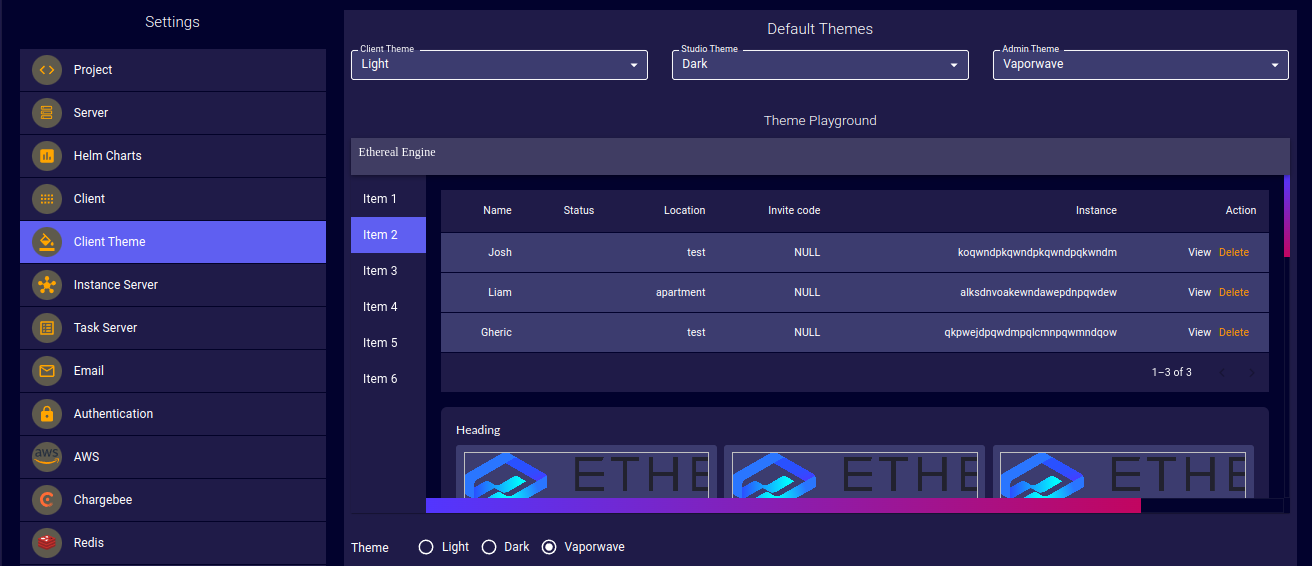 Settings
Project
Server
Helm Charts
Client
Client Theme
Instance Server
Task Server
Email
Authentication
aws AWS
Chargebee
Redis
Default Themes
Client Theme Studio Theme Admin Theme
Light Dark Vaporwave
Theme Playground
Ethereal Engine
Item 1
Item 2
Item 3
Item 4
Item 5
Item 6
Name Status Location Invite code Instance Action
Josh test NULL koqwndpkqwndpkqwndpqkwndm View Delete
Liam apartment NULL alksdnvoakewndawepdnpqwdew View Delete
Gheric test NULL qkpwejdpqwdmpqlcmnpqwmndqow View Delete
1–3 of 3
Heading
ETHE ETHE ETHE
Theme Light Dark Vaporwave